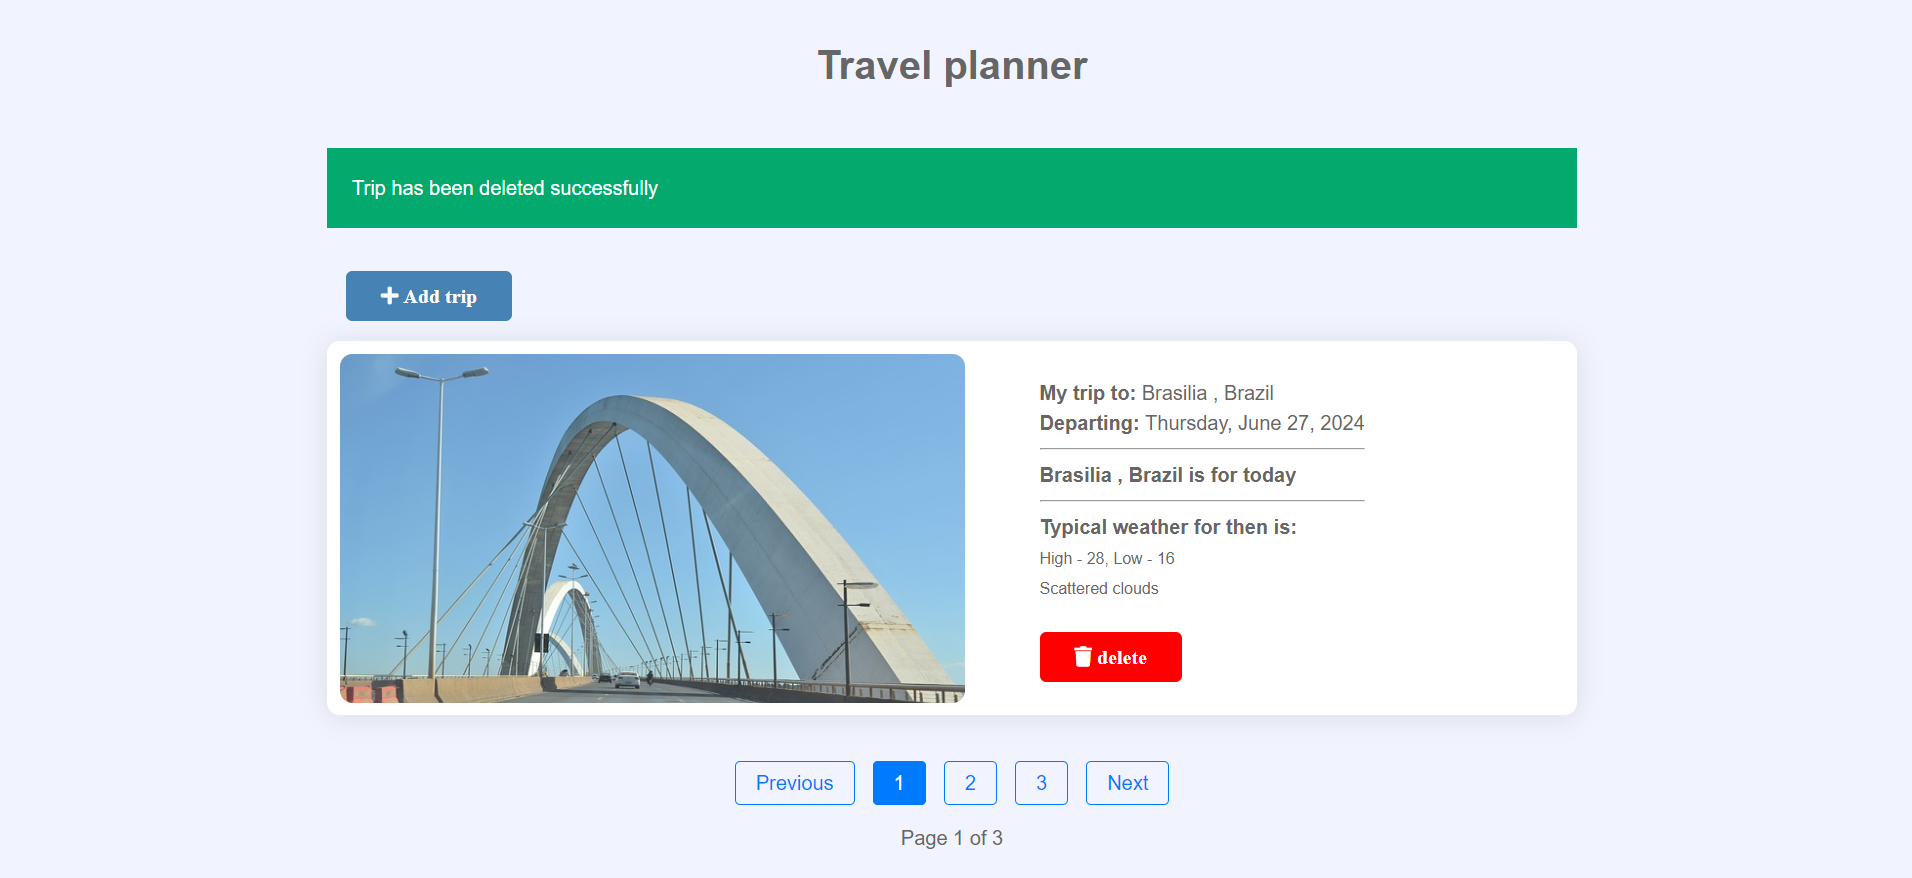 Travel planner
Trip has been deleted successfully
Add trip
My trip to: Brasilia , Brazil
Departing: Thursday, June 27, 2024
Brasilia , Brazil is for today
Typical weather for then is:
High - 28, Low - 16
Scattered clouds
delete
Previous 1 2 3 Next
Page 1 of 3